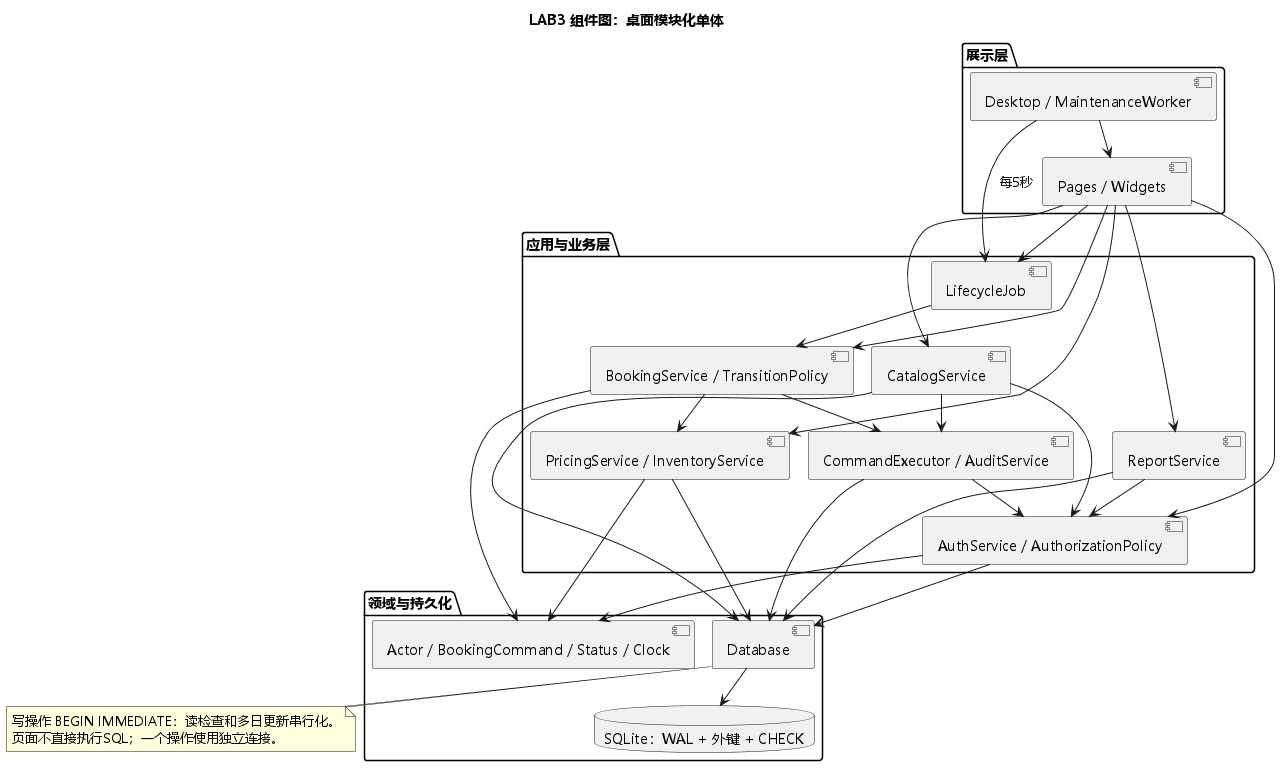 LAB3 组件图：桌面模块化单体
展示层
Desktop / MaintenanceWorker
每5秒
Pages / Widgets
应用与业务层
LifecycleJob
BookingService / TransitionPolicy
CatalogService
PricingService / InventoryService
CommandExecutor / AuditService
ReportService
AuthService / AuthorizationPolicy
领域与持久化
Actor / BookingCommand / Status / Clock
Database
写操作 BEGIN IMMEDIATE：读检查和多日更新串行化。
页面不直接执行SQL；一个操作使用独立连接。
SQLite：WAL + 外键 + CHECK